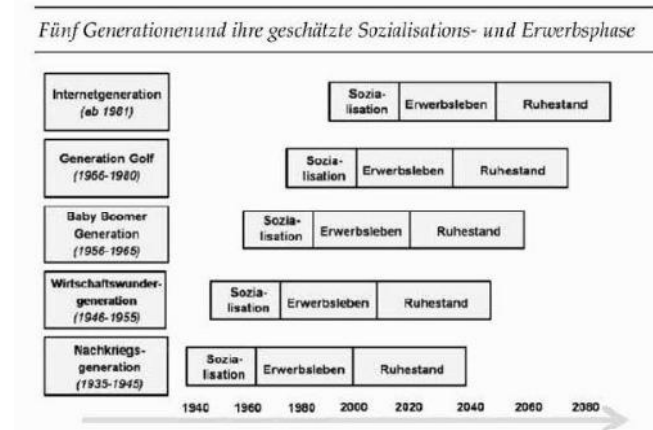 Fünf Generationenund ihre geschätzte Sozialisations- und Erwerbsphase
Internetgeneration
(ab 1981)
Sozia-
lisation
Erwerbsleben
Ruhestand
Generation Golf
(1966-1980)
Sozia-
lisation
Erwerbsleben
Ruhestand
Baby Boomer
Generation
(1956-1965)
Sozia-
lisation
Erwerbsleben
Ruhestand
Wirtschaftswunder-
generation
(1946-1955)
Sozia-
lisation
Erwerbsleben
Ruhestand
Nachkriegs-
generation
(1935-1945)
Sozia-
lisation
Erwerbsleben
Ruhestand
1940 1960 1980 2000 2020 2040 2060 2080